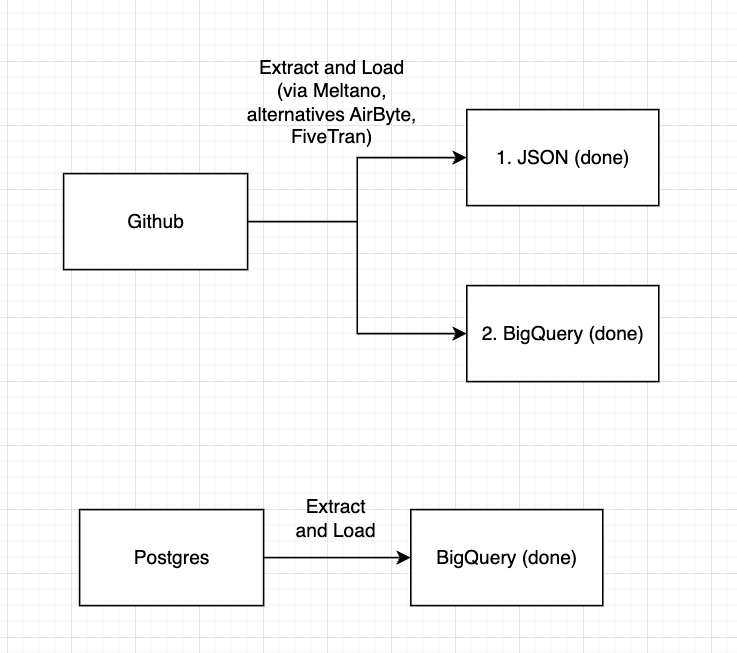 Extract and Load
(via Meltano,
alternatives AirByte,
FiveTran)
1. JSON (done)
Github
2. BigQuery (done)
Extract
and Load
Postgres
BigQuery (done)